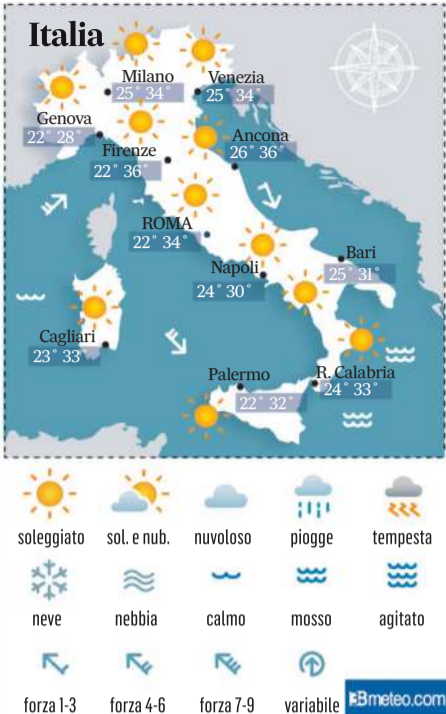 Italia
Milano
25° 34°
Venezia
25° 34°
Genova
22° 28°
Firenze
22° 36°
Ancona
26° 36°
ROMA
22° 34°
Napoli
24° 30°
Bari
25° 31°
Cagliari
23° 33°
Palermo
22° 32°
R. Calabria
24° 33°
soleggiato sol. e nub. nuvoloso piogge tempesta
neve nebbia calmo mosso agitato
forza 1-3 forza 4-6 forza 7-9 variabile
3Bmeteo.com